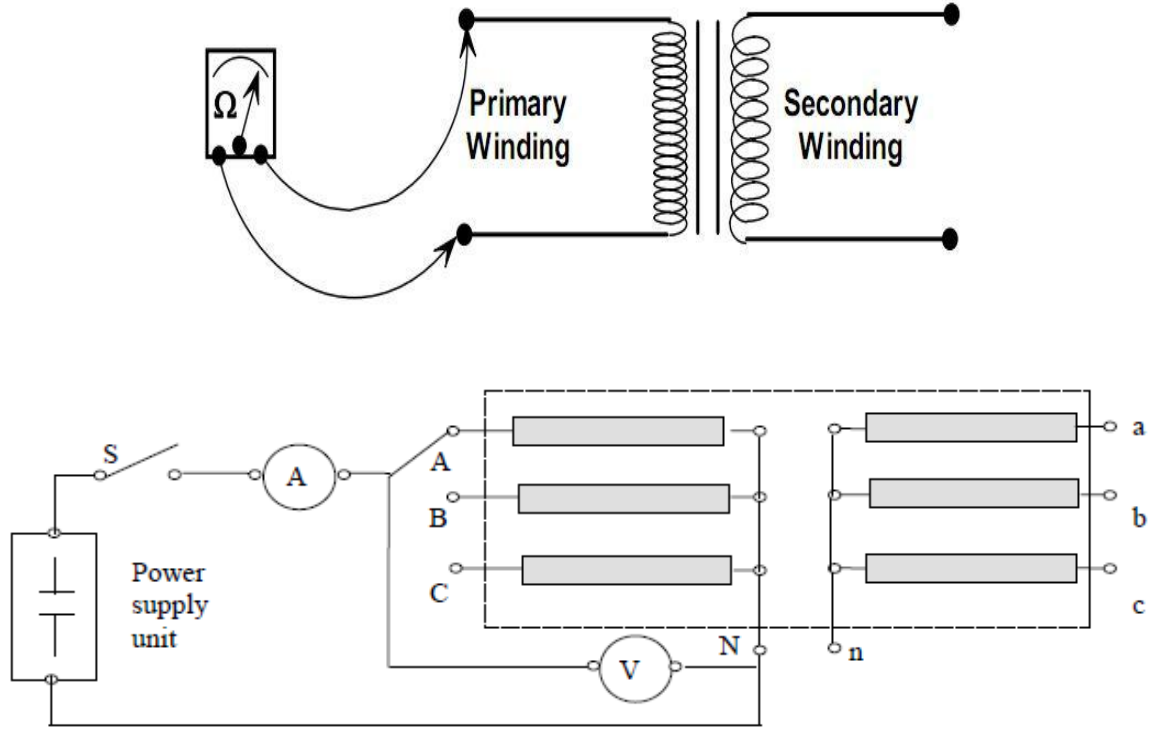 Ω
Primary
Winding
Secondary
Winding
S
A
A
B
C
a
b
c
Power
supply
unit
N
n
V